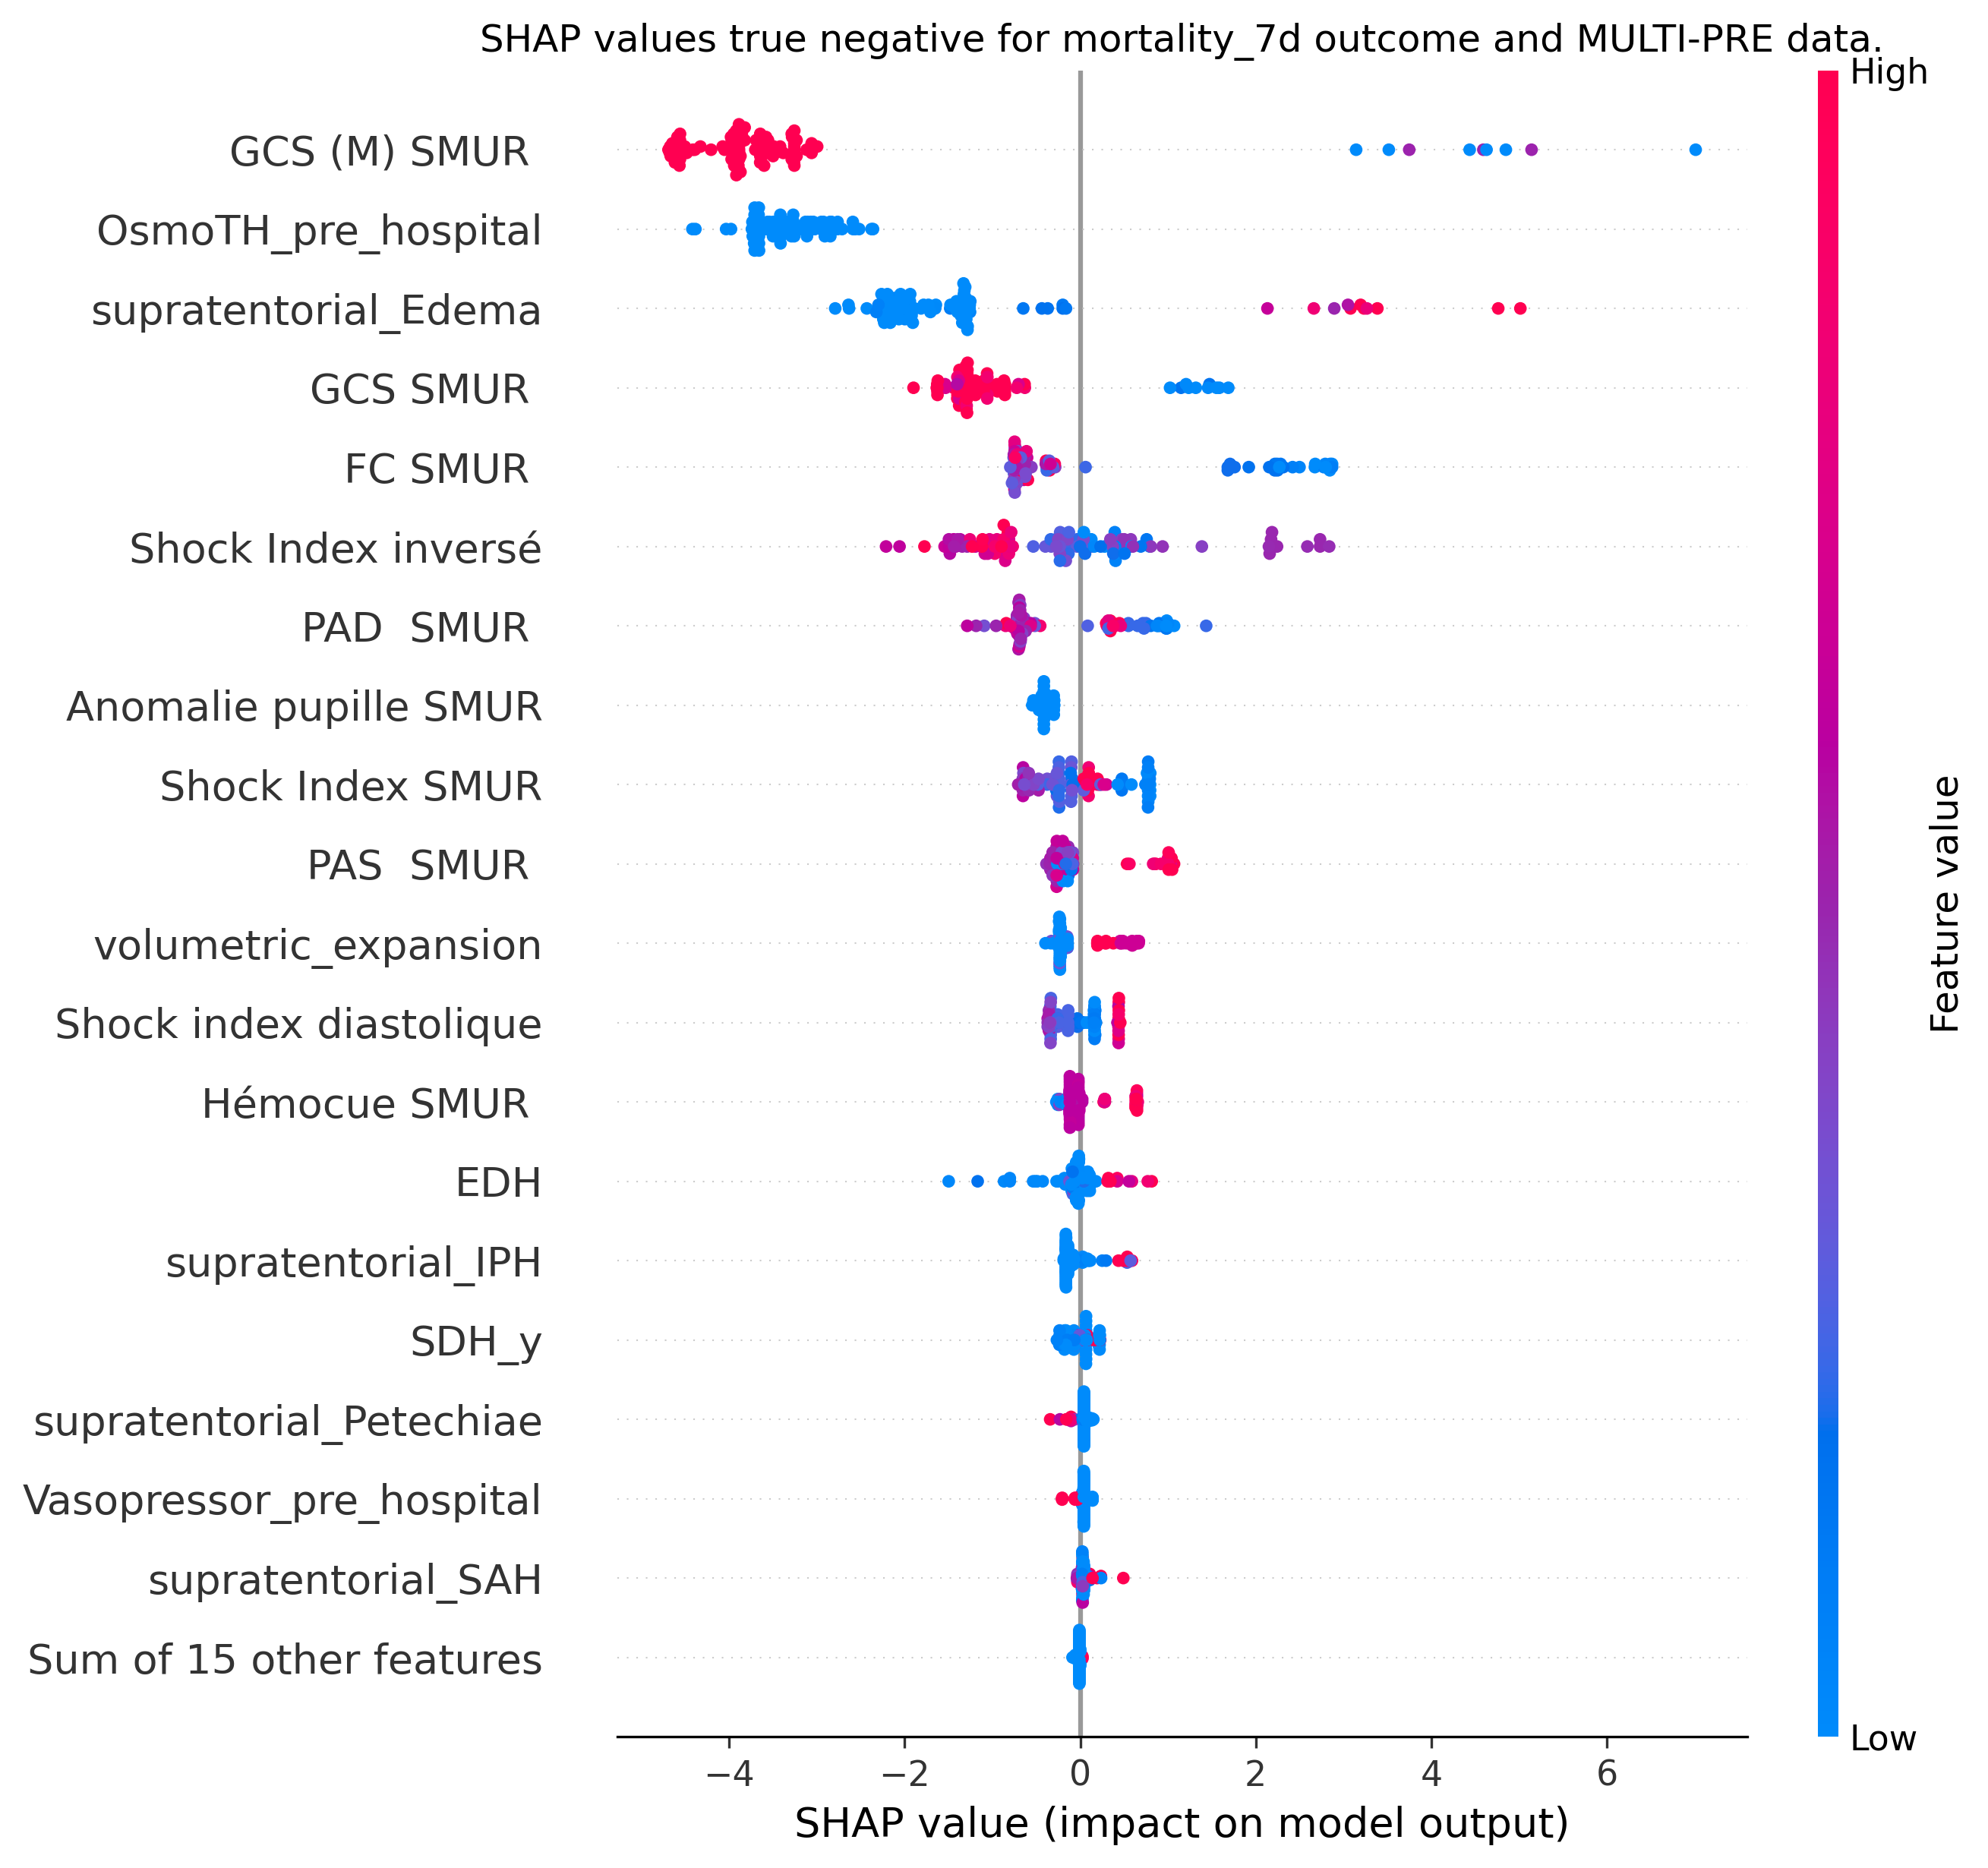 SHAP values true negative for mortality_7d outcome and MULTI-PRE data.
High
GCS (M) SMUR
OsmoTH_pre_hospital
supratentorial_Edema
GCS SMUR
FC SMUR
Shock Index inversé
PAD  SMUR
Anomalie pupille SMUR
Shock Index SMUR
PAS  SMUR
volumetric_expansion
Shock index diastolique
Hémocue SMUR
EDH
supratentorial_IPH
SDH_y
supratentorial_Petechiae
Vasopressor_pre_hospital
supratentorial_SAH
Sum of 15 other features
Feature value
Low
−4 −2 0 2 4 6
SHAP value (impact on model output)